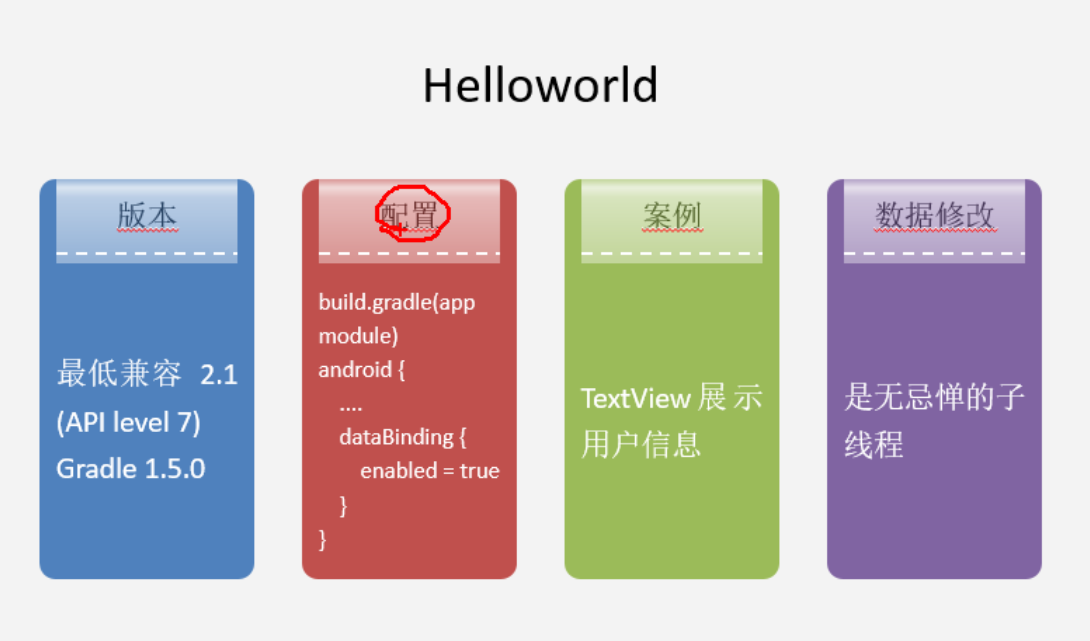 Helloworld
版本
最低兼容 2.1
(API level 7)
Gradle 1.5.0
配置
build.gradle(app
module)
android {
....
dataBinding {
enabled = true
}
}
案例
TextView 展示
用户信息
数据修改
是无忌惮的子
线程